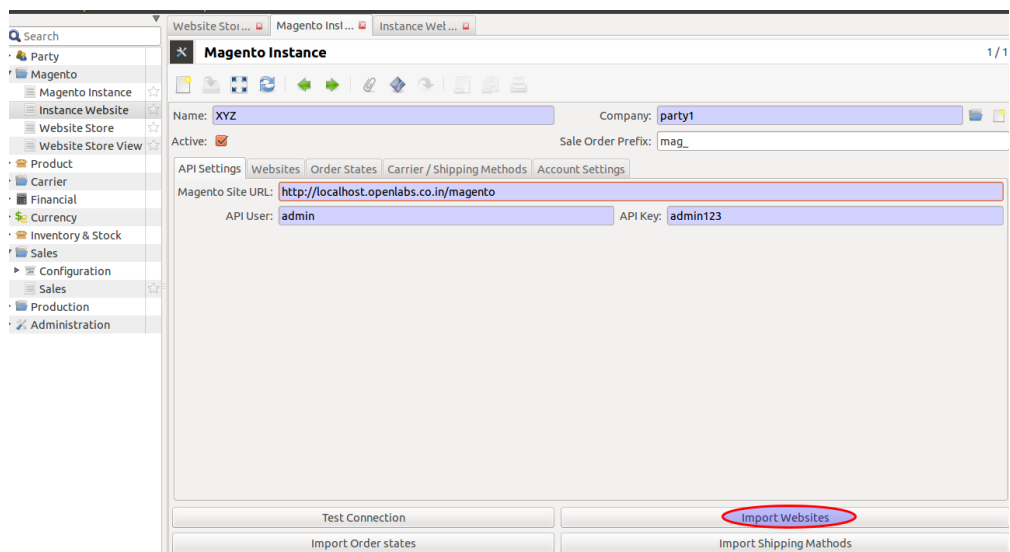 Website Stor...
Magento Inst...
Instance Wel...
Search
Magento Instance
1 / 1
Party
Magento
Magento Instance
Instance Website
Website Store
Website Store View
Product
Carrier
Financial
Currency
Inventory & Stock
Sales
Configuration
Sales
Production
Administration
Name: XYZ
Company: party1
Active:
Sale Order Prefix: mag_
API Settings Websites Order States Carrier / Shipping Methods Account Settings
Magento Site URL: http://localhost.openlabs.co.in/magento
API User: admin
API Key: admin123
Test Connection
Import Websites
Import Order states
Import Shipping Mathods